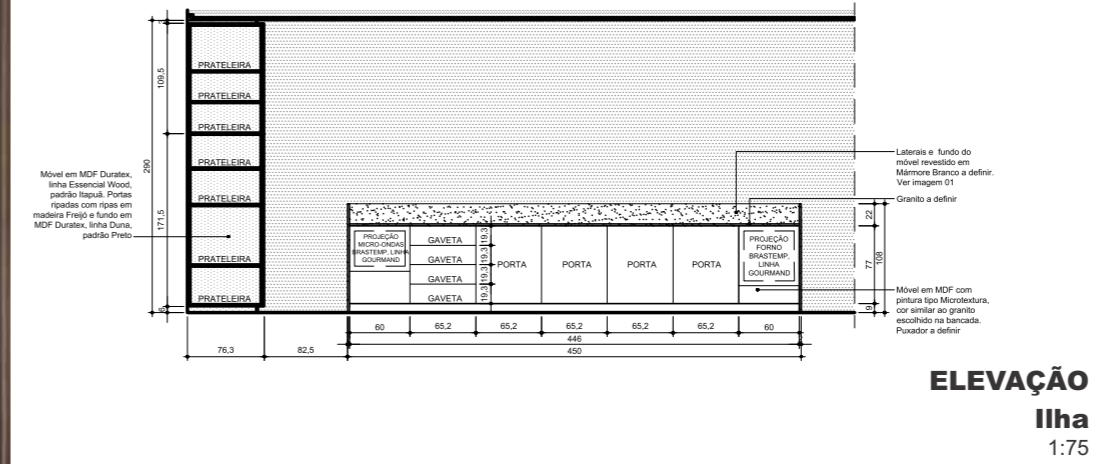 3
PRATELEIRA
109,5
PRATELEIRA
PRATELEIRA
290
PRATELEIRA
PRATELEIRA
171,5
PRATELEIRA
PRATELEIRA
6
Móvel em MDF Duratex,
linha Essencial Wood,
padrão Itapuã. Portas
ripadas com ripas em
madeira Freijó e fundo em
MDF Duratex, linha Duna,
padrão Preto
PROJEÇÃO
MICRO-ONDAS
BRASTEMP, LINHA
GOURMAND
GAVETA
GAVETA
GAVETA
GAVETA
19,3
19,3
19,3
19,3
PORTA
PORTA
PORTA
PORTA
PROJEÇÃO
FORNO
BRASTEMP,
LINHA
GOURMAND
Laterais e fundo do
móvel revestido em
Mármore Branco a definir.
Ver imagem 01
Granito a definir
22
77
108
9
Móvel em MDF com
pintura tipo Microtextura,
cor similar ao granito
escolhido na bancada.
Puxador a definir
60 65,2 65,2 65,2 65,2 65,2 60
446
76,3 82,5 450
ELEVAÇÃO
Ilha
1:75